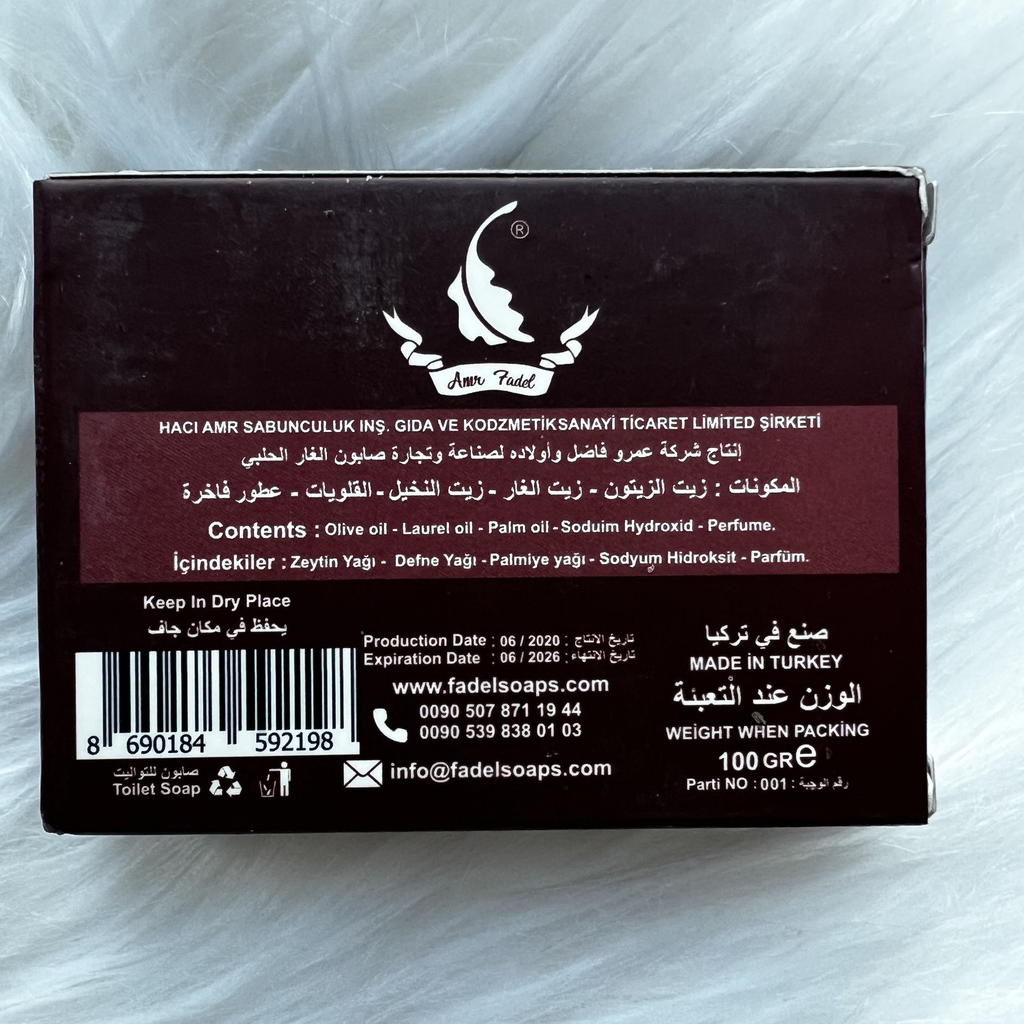 ®
Amr Fadel
HACI AMR SABUNCULUK INŞ. GIDA VE KODZMETİKSANAYİ TİCARET LİMİTED ŞİRKETİ
إنتاج شركة عمرو فاضل وأولاده لصناعة وتجارة صابون الغار الحلبي
المكونات : زيت الزيتون - زيت الغار - زيت النخيل - القلويات - عطور فاخرة
Contents : Olive oil - Laurel oil - Palm oil - Soduim Hydroxid - Perfume.
İçindekiler : Zeytin Yağı - Defne Yağı - Palmiye yağı - Sodyum Hidroksit - Parfüm.
Keep In Dry Place
يحفظ في مكان جاف
8 690184 592198
صابون للتواليت
Toilet Soap
Production Date : 06 / 2020 : تاريخ الانتاج
Expiration Date : 06 / 2026 : تاريخ الانتهاء
www.fadelsoaps.com
0090 507 871 19 44
0090 539 838 01 03
info@fadelsoaps.com
صنع في تركيا
MADE İN TURKEY
الوزن عند التعبئة
WEİGHT WHEN PACKİNG
100 GR e
Parti NO : 001 : رقم الوجبة